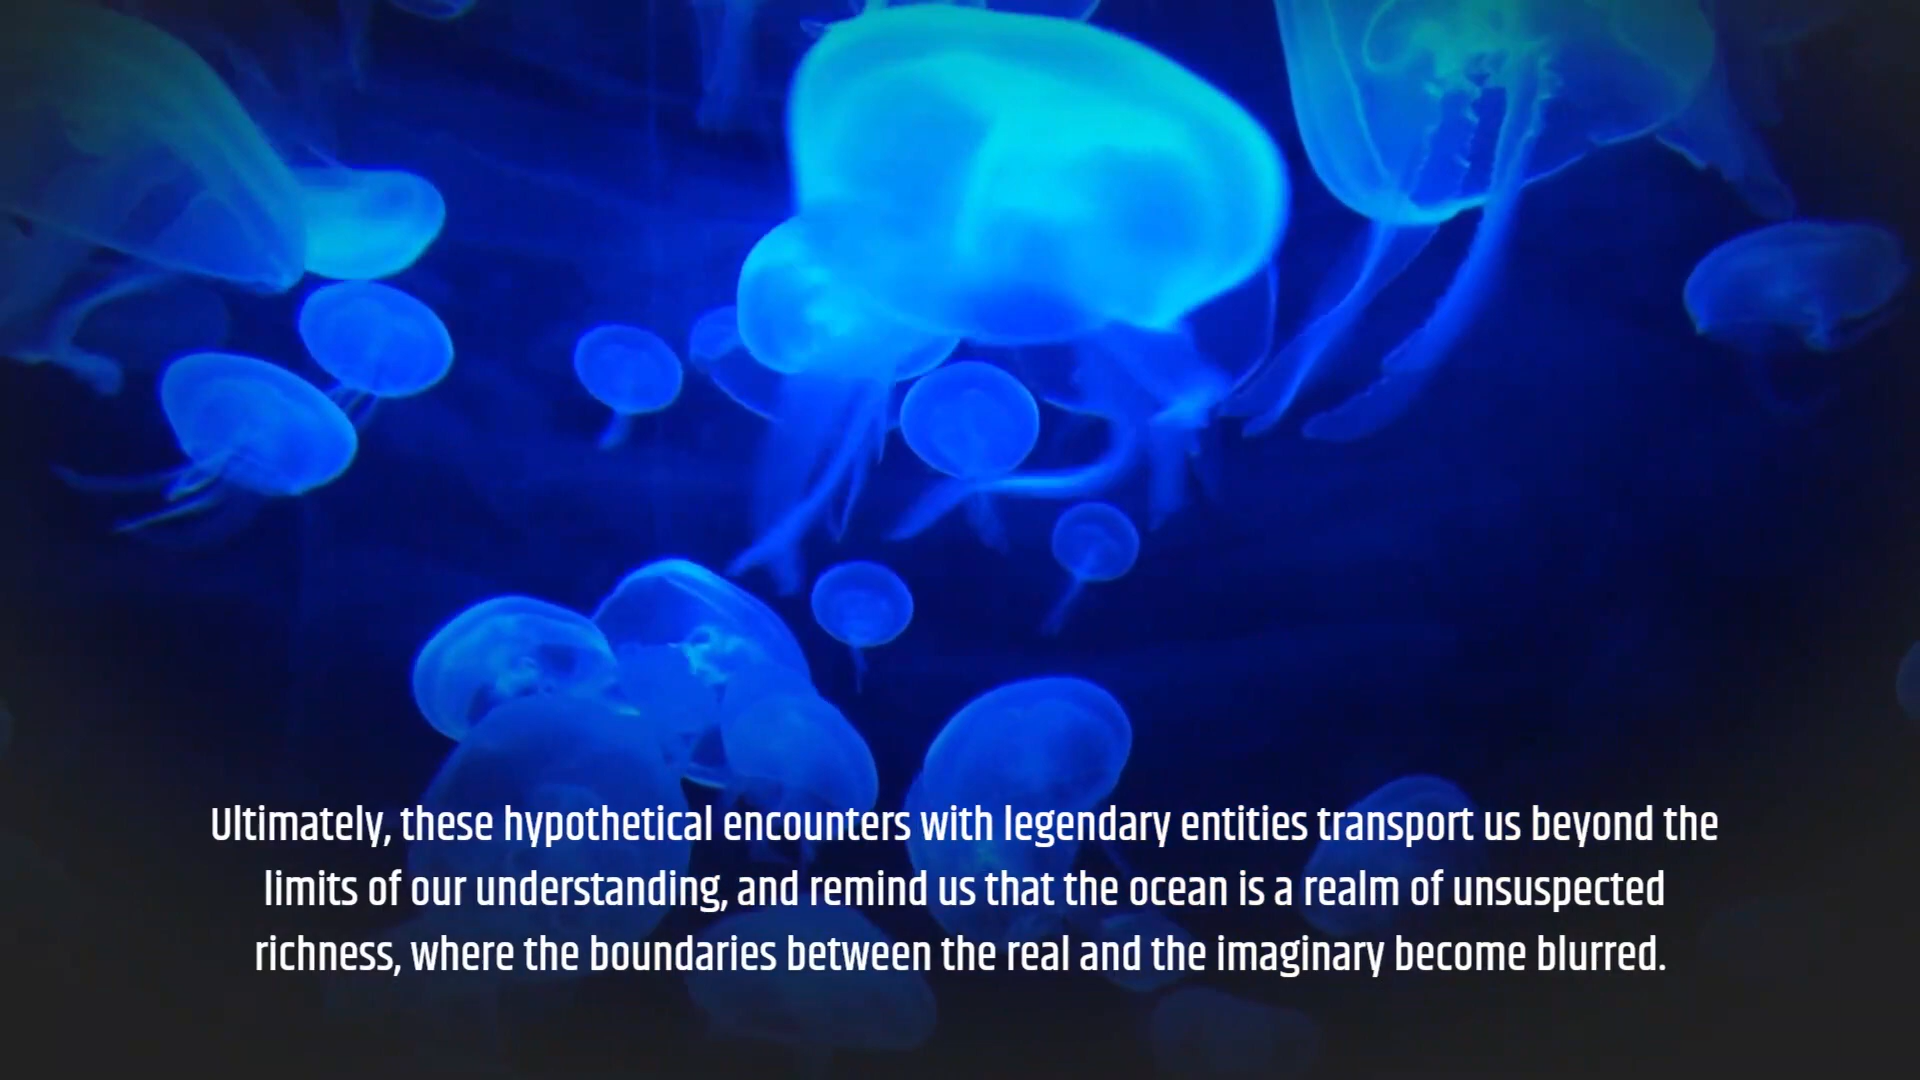 Ultimately, these hypothetical encounters with legendary entities transport us beyond the
limits of our understanding, and remind us that the ocean is a realm of unsuspected
richness, where the boundaries between the real and the imaginary become blurred.